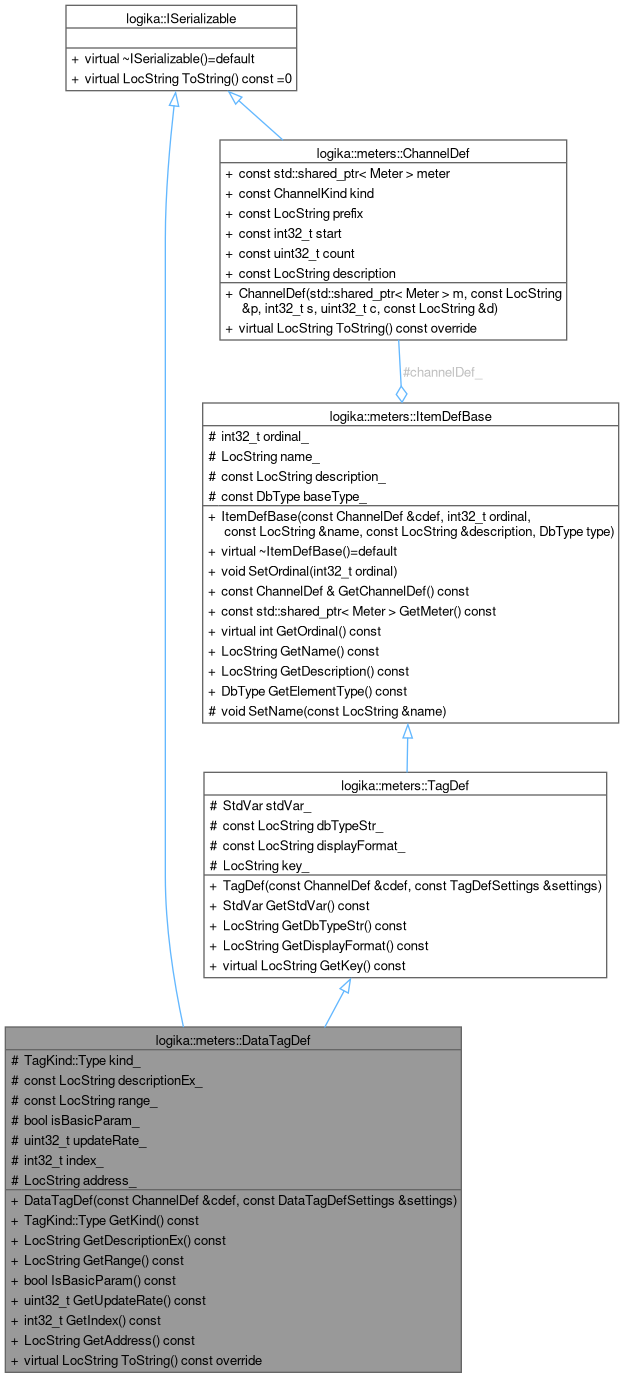 logika::ISerializable
+ virtual ~ISerializable()=default
+ virtual LocString ToString() const =0
logika::meters::ChannelDef
+ const std::shared_ptr< Meter > meter
+ const ChannelKind kind
+ const LocString prefix
+ const int32_t start
+ const uint32_t count
+ const LocString description
+ ChannelDef(std::shared_ptr< Meter > m, const LocString
&p, int32_t s, uint32_t c, const LocString &d)
+ virtual LocString ToString() const override
#channelDef_
logika::meters::ItemDefBase
# int32_t ordinal_
# LocString name_
# const LocString description_
# const DbType baseType_
+ ItemDefBase(const ChannelDef &cdef, int32_t ordinal,
const LocString &name, const LocString &description, DbType type)
+ virtual ~ItemDefBase()=default
+ void SetOrdinal(int32_t ordinal)
+ const ChannelDef & GetChannelDef() const
+ const std::shared_ptr< Meter > GetMeter() const
+ virtual int GetOrdinal() const
+ LocString GetName() const
+ LocString GetDescription() const
+ DbType GetElementType() const
# void SetName(const LocString &name)
logika::meters::TagDef
# StdVar stdVar_
# const LocString dbTypeStr_
# const LocString displayFormat_
# LocString key_
+ TagDef(const ChannelDef &cdef, const TagDefSettings &settings)
+ StdVar GetStdVar() const
+ LocString GetDbTypeStr() const
+ LocString GetDisplayFormat() const
+ virtual LocString GetKey() const
logika::meters::DataTagDef
# TagKind::Type kind_
# const LocString descriptionEx_
# const LocString range_
# bool isBasicParam_
# uint32_t updateRate_
# int32_t index_
# LocString address_
+ DataTagDef(const ChannelDef &cdef, const DataTagDefSettings &settings)
+ TagKind::Type GetKind() const
+ LocString GetDescriptionEx() const
+ LocString GetRange() const
+ bool IsBasicParam() const
+ uint32_t GetUpdateRate() const
+ int32_t GetIndex() const
+ LocString GetAddress() const
+ virtual LocString ToString() const override